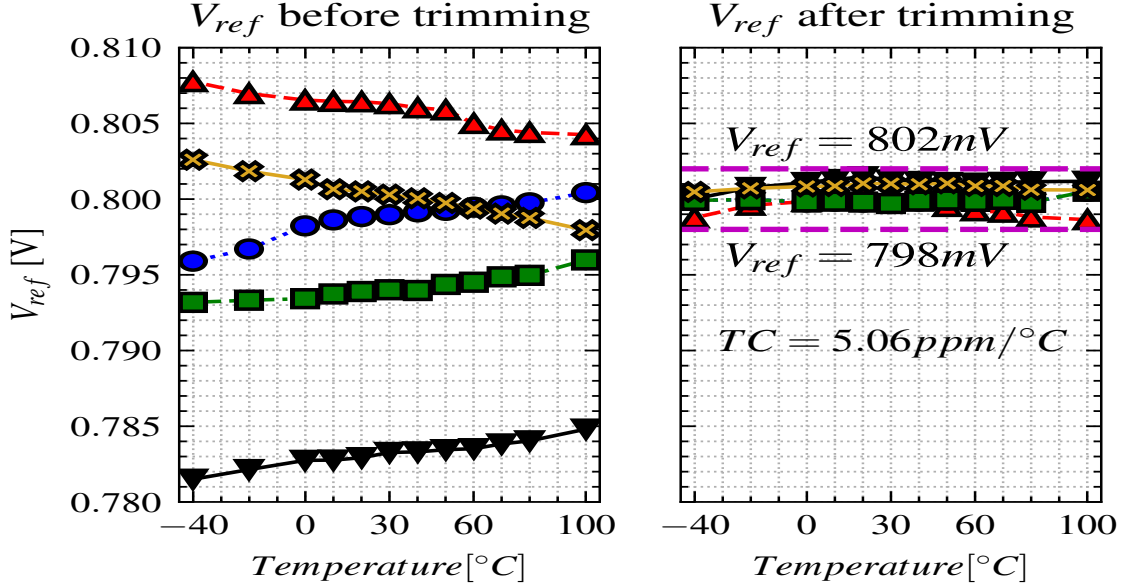 V_ref before trimming
V_ref after trimming
V_ref [V]
0.810
0.805
0.800
0.795
0.790
0.785
0.780
−40 0 30 60 100
Temperature[°C]
V_ref = 802mV
V_ref = 798mV
TC = 5.06ppm/°C
−40 0 30 60 100
Temperature[°C]